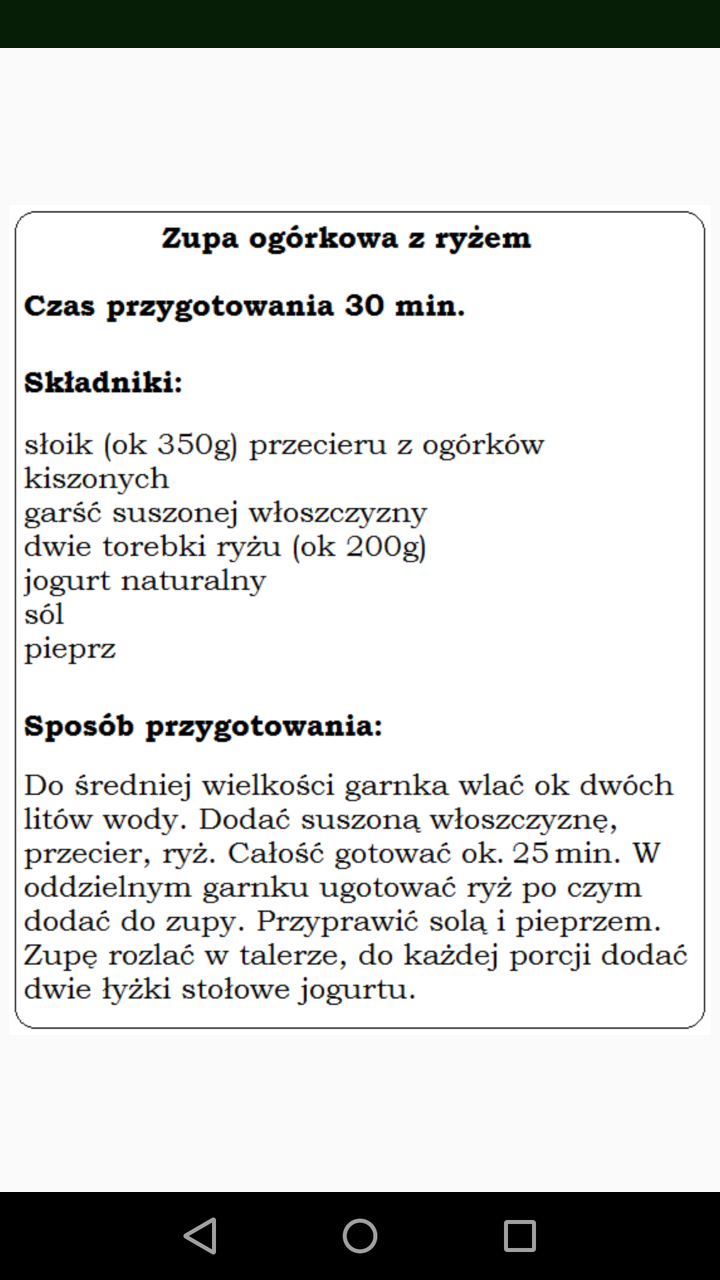 Zupa ogórkowa z ryżem
Czas przygotowania 30 min.
Składniki:
słoik (ok 350g) przecieru z ogórków
kiszonych
garść suszonej włoszczyzny
dwie torebki ryżu (ok 200g)
jogurt naturalny
sól
pieprz
Sposób przygotowania:
Do średniej wielkości garnka wlać ok dwóch
litów wody. Dodać suszoną włoszczyznę,
przecier, ryż. Całość gotować ok. 25 min. W
oddzielnym garnku ugotować ryż po czym
dodać do zupy. Przyprawić solą i pieprzem.
Zupę rozlać w talerze, do każdej porcji dodać
dwie łyżki stołowe jogurtu.